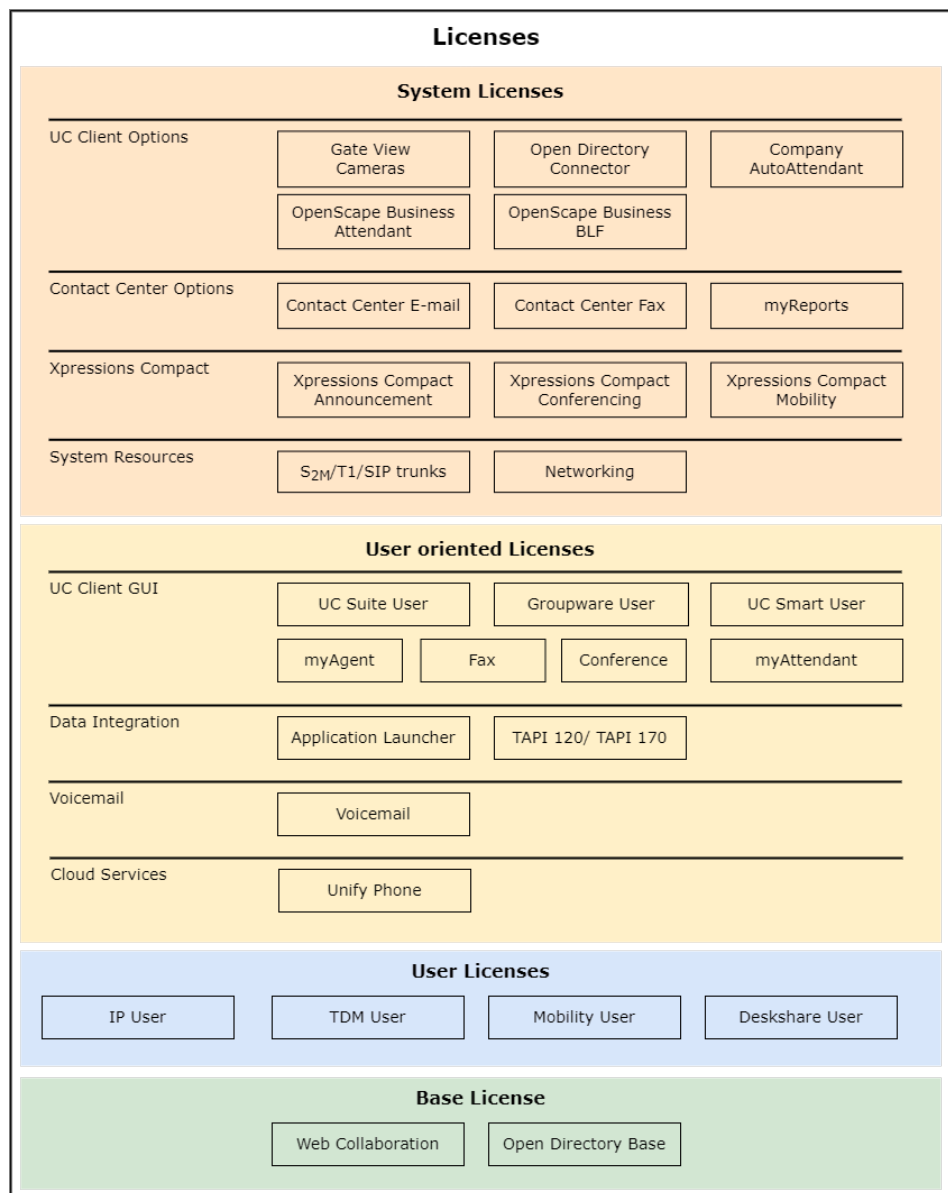 Licenses
System Licenses
UC Client Options
Gate View
Cameras
Open Directory
Connector
Company
AutoAttendant
OpenScape Business
Attendant
OpenScape Business
BLF
Contact Center Options
Contact Center E-mail
Contact Center Fax
myReports
Xpressions Compact
Xpressions Compact
Announcement
Xpressions Compact
Conferencing
Xpressions Compact
Mobility
System Resources
S2M/T1/SIP trunks
Networking
User oriented Licenses
UC Client GUI
UC Suite User
Groupware User
UC Smart User
myAgent
Fax
Conference
myAttendant
Data Integration
Application Launcher
TAPI 120/ TAPI 170
Voicemail
Voicemail
Cloud Services
Unify Phone
User Licenses
IP User
TDM User
Mobility User
Deskshare User
Base License
Web Collaboration
Open Directory Base